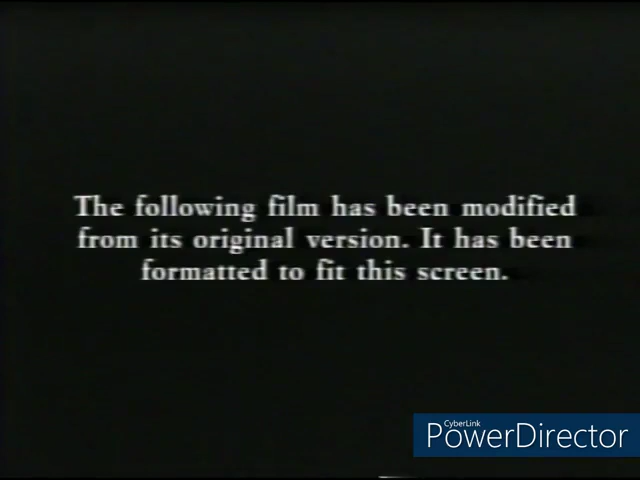 The following film has been modified
from its original version. It has been
formatted to fit this screen.
CyberLink
PowerDirector